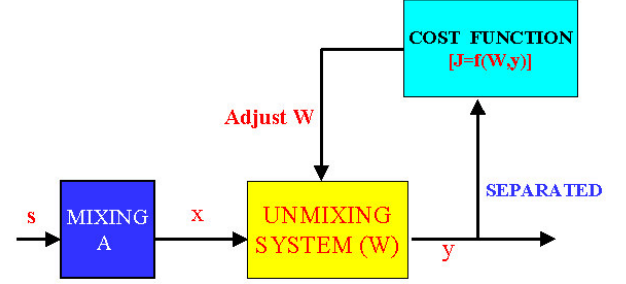 COST FUNCTION
[J=f(W,y)]
Adjust W
SEPARATED
s
MIXING
A
x
UNMIXING
SYSTEM (W)
y